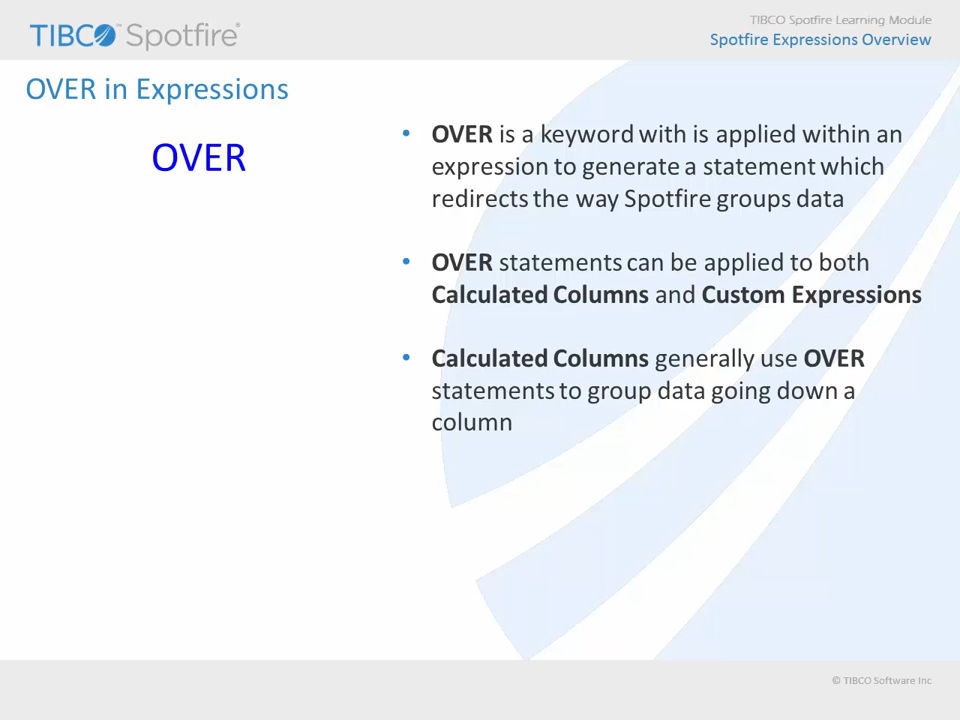 TIBCO™ Spotfire®
TIBCO Spotfire Learning Module
Spotfire Expressions Overview
OVER in Expressions
OVER
• OVER is a keyword with is applied within an
expression to generate a statement which
redirects the way Spotfire groups data
• OVER statements can be applied to both
Calculated Columns and Custom Expressions
• Calculated Columns generally use OVER
statements to group data going down a
column
© TIBCO Software Inc